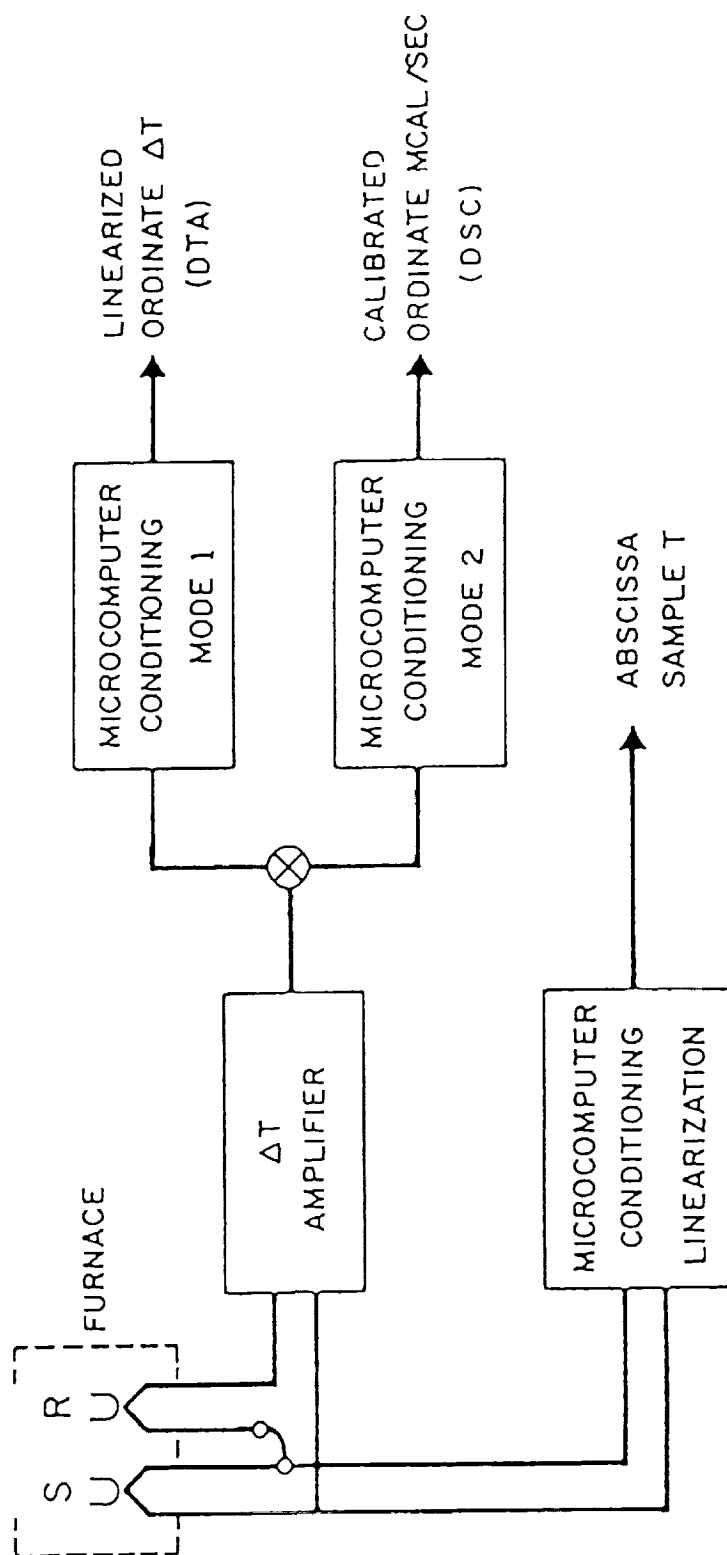 FURNACE
S R
ΔT
AMPLIFIER
MICROCOMPUTER
CONDITIONING
MODE 1
LINEARIZED
ORDINATE ΔT
(DTA)
MICROCOMPUTER
CONDITIONING
MODE 2
CALIBRATED
ORDINATE MCAL/SEC
(DSC)
MICROCOMPUTER
CONDITIONING
LINEARIZATION
ABSCISSA
SAMPLE T